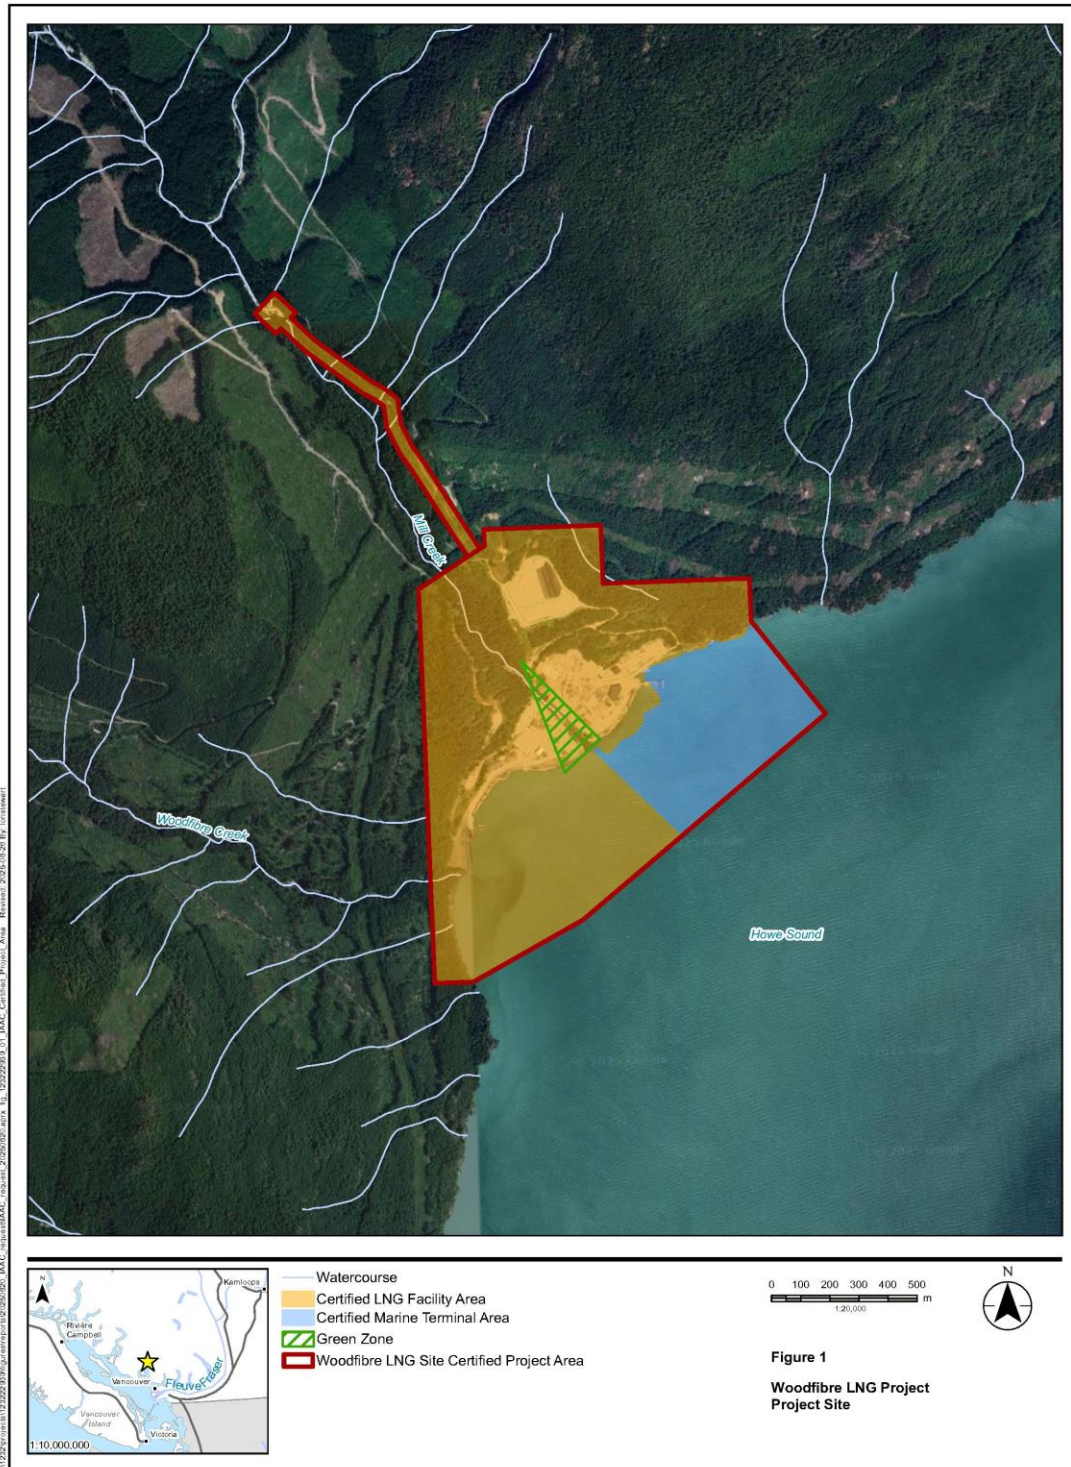 Mill Creek
Woodfibre Creek
Howe Sound
N
Kamloops
Rivière
Campbell
Vancouver
FleuveFraser
Vancouver
Island
Victoria
1:10,000,000
Watercourse
Certified LNG Facility Area
Certified Marine Terminal Area
Green Zone
Woodfibre LNG Site Certified Project Area
0 100 200 300 400 500
m
1:20,000
N
Figure 1
Woodfibre LNG Project
Project Site